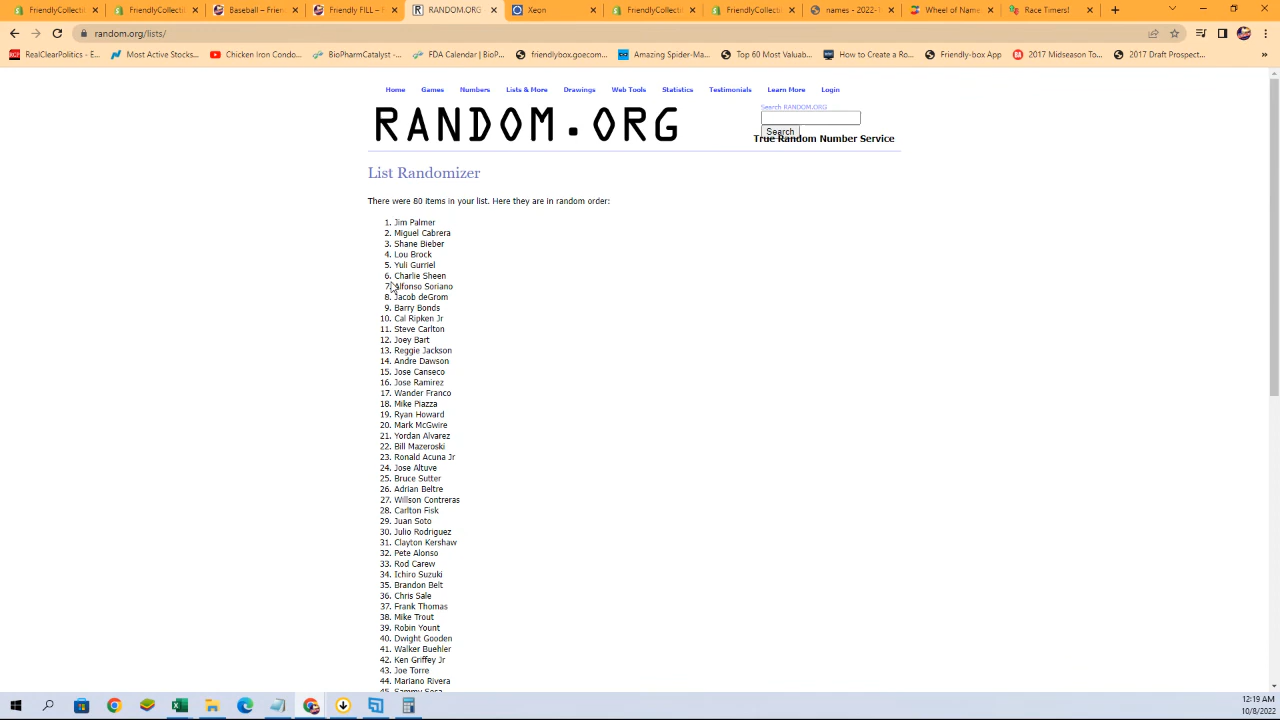 FriendlyCollecti
FriendlyCollecti
Baseball – Frien
Friendly FILL – F
RANDOM.ORG
Xeon
FriendlyCollectin
FriendlyCollectin
names - 2022-1
Wheel of Name
Race Timers!
random.org/lists/
RealClearPolitics - E...
Most Active Stocks...
Chicken Iron Condo...
BioPharmCatalyst -...
FDA Calendar | BioP...
friendlybox.goecom...
Amazing Spider-Ma...
Top 60 Most Valuab...
How to Create a Ro...
Friendly-box App
2017 Midseason To...
2017 Draft Prospect...
Home Games Numbers Lists & More Drawings Web Tools Statistics Testimonials Learn More Login
RANDOM.ORG
Search RANDOM.ORG
Search
True Random Number Service
List Randomizer
There were 80 items in your list. Here they are in random order:
1. Jim Palmer
2. Miguel Cabrera
3. Shane Bieber
4. Lou Brock
5. Yuli Gurriel
6. Charlie Sheen
7. Alfonso Soriano
8. Jacob deGrom
9. Barry Bonds
10. Cal Ripken Jr
11. Steve Carlton
12. Joey Bart
13. Reggie Jackson
14. Andre Dawson
15. Jose Canseco
16. Jose Ramirez
17. Wander Franco
18. Mike Piazza
19. Ryan Howard
20. Mark McGwire
21. Yordan Alvarez
22. Bill Mazeroski
23. Ronald Acuna Jr
24. Jose Altuve
25. Bruce Sutter
26. Adrian Beltre
27. Willson Contreras
28. Carlton Fisk
29. Juan Soto
30. Julio Rodriguez
31. Clayton Kershaw
32. Pete Alonso
33. Rod Carew
34. Ichiro Suzuki
35. Brandon Belt
36. Chris Sale
37. Frank Thomas
38. Mike Trout
39. Robin Yount
40. Dwight Gooden
41. Walker Buehler
42. Ken Griffey Jr
43. Joe Torre
44. Mariano Rivera
45. Sammy Sosa
12:19 AM
10/8/2022